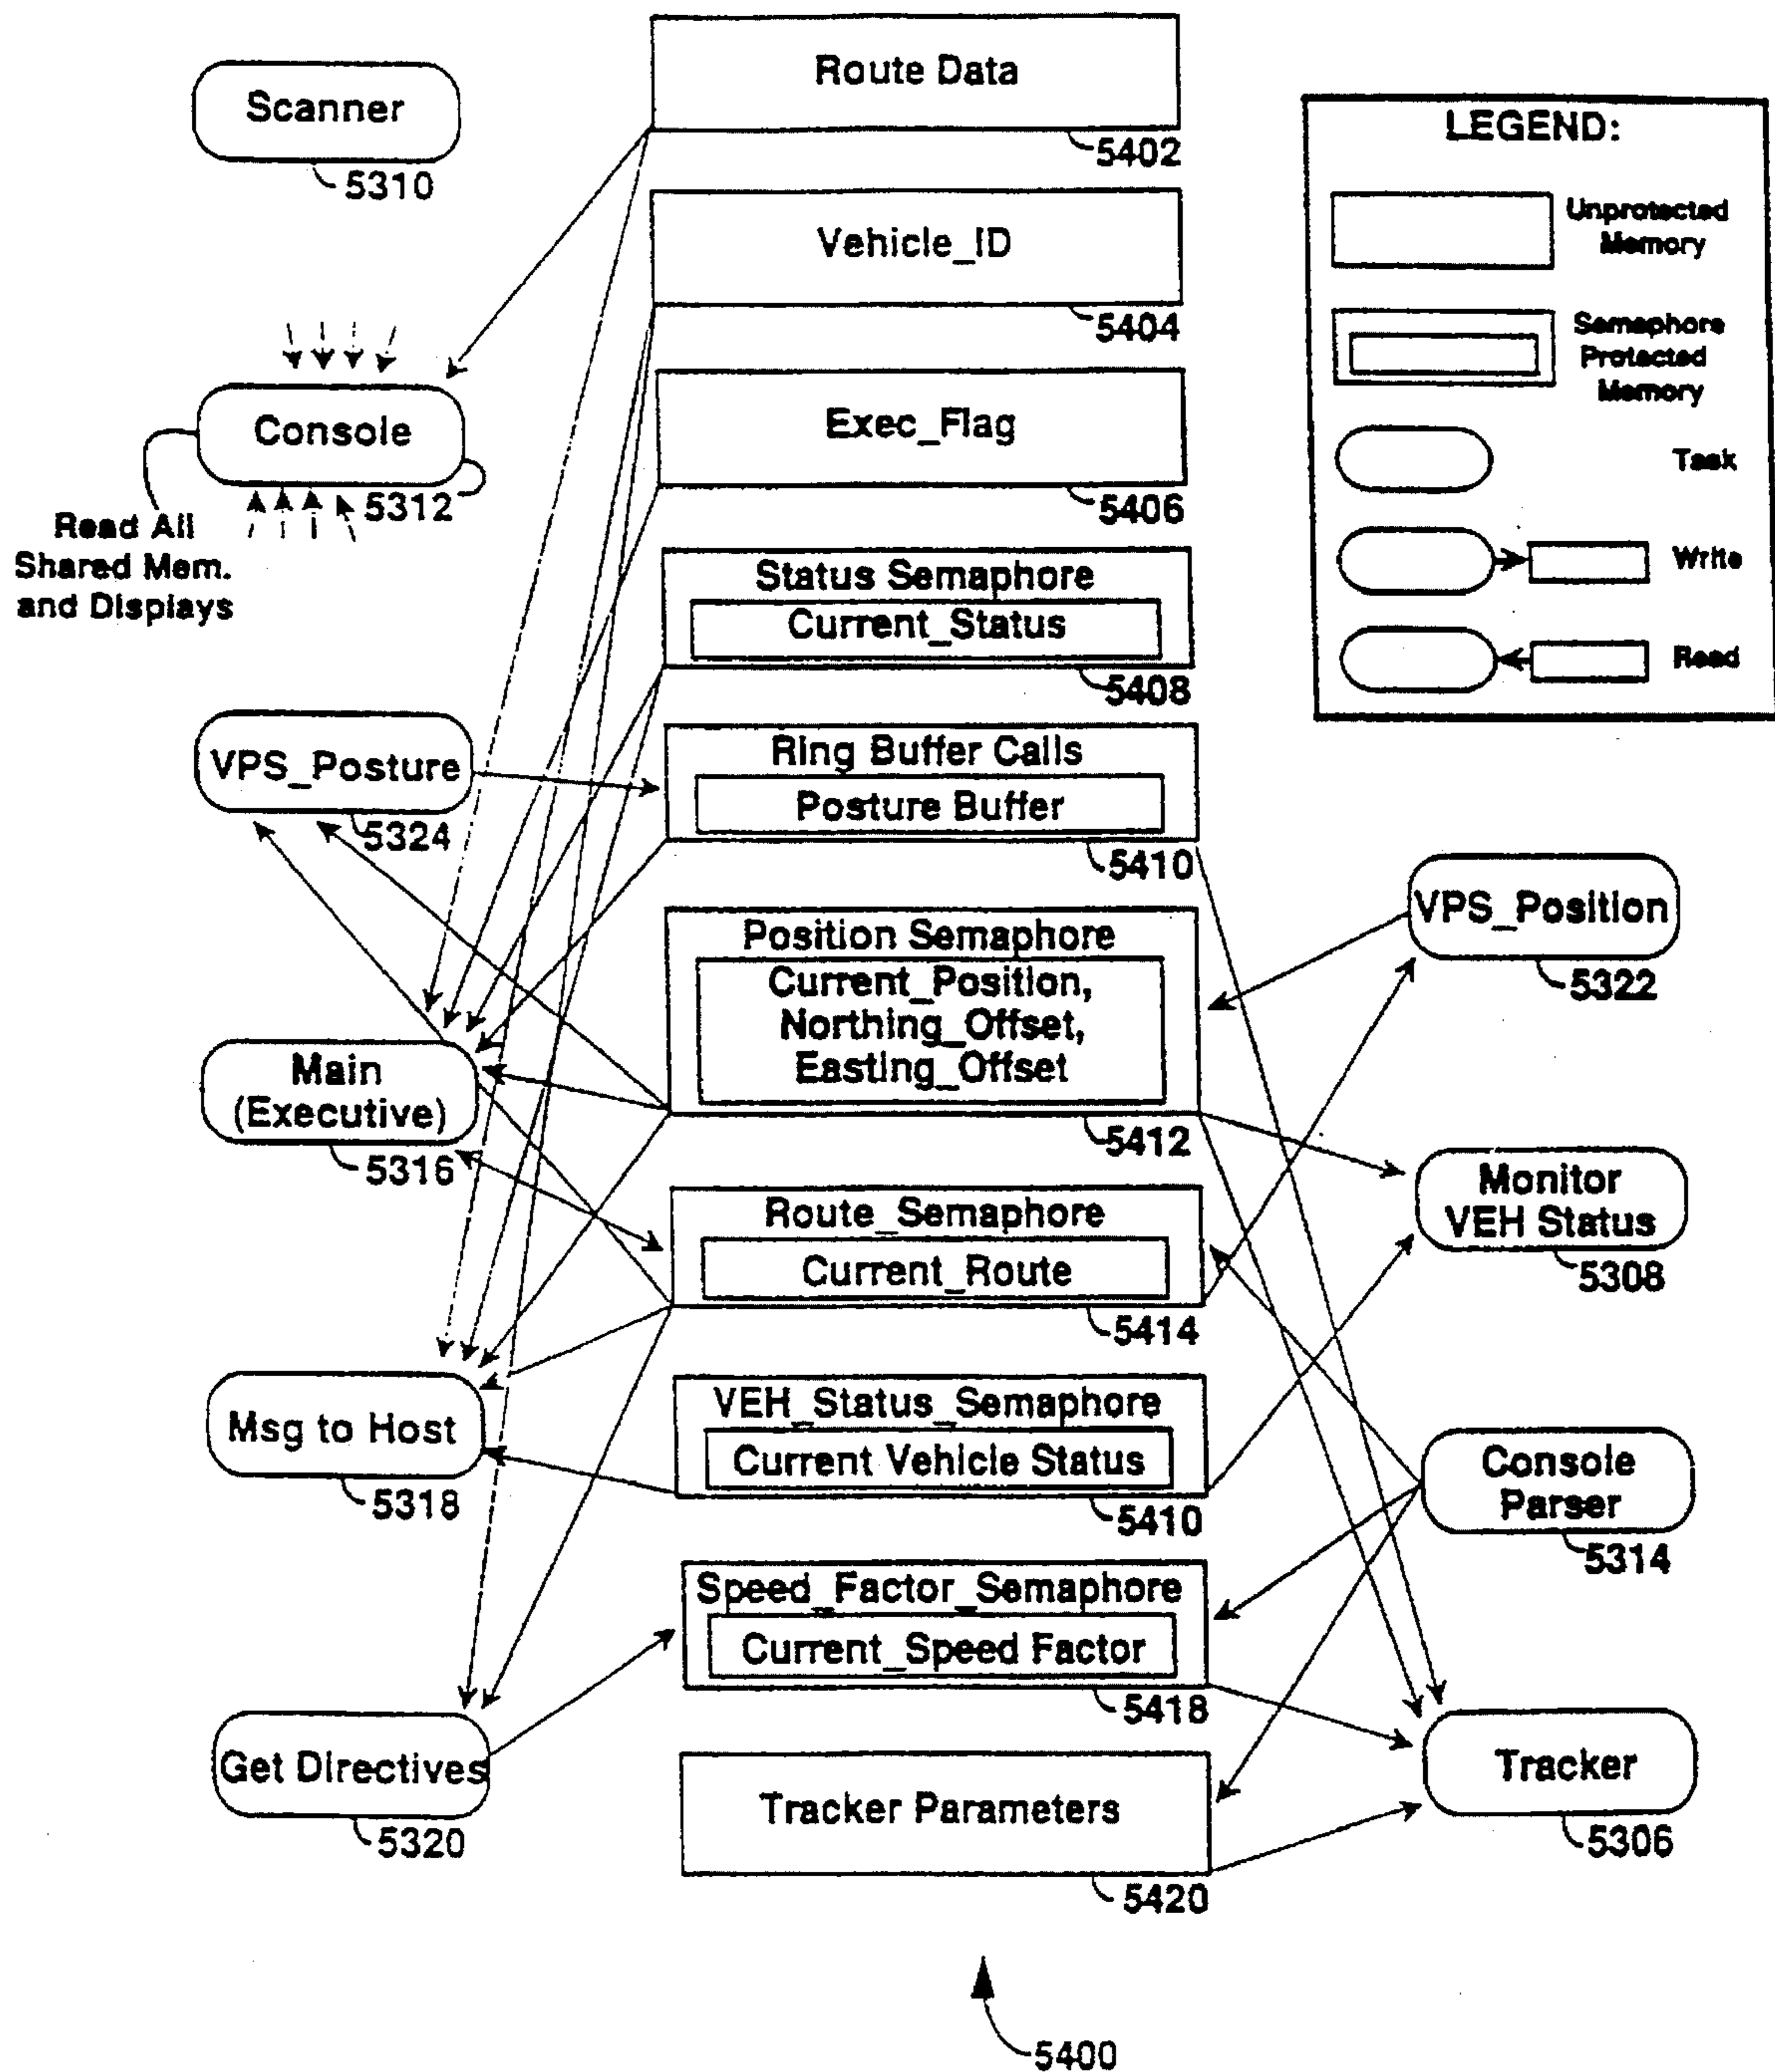 Route Data
5402
Scanner
5310
Vehicle_ID
5404
Console
5312
Read All
Shared Mem.
and Displays
Exec_Flag
5406
Status Semaphore
Current_Status
5408
VPS_Posture
5324
Ring Buffer Calls
Posture Buffer
5410
Position Semaphore
Current_Position,
Northing_Offset,
Easting_Offset
5412
VPS_Position
5322
Main
(Executive)
5316
Route_Semaphore
Current_Route
5414
Monitor
VEH Status
5308
Msg to Host
5318
VEH_Status_Semaphore
Current Vehicle Status
5410
Console
Parser
5314
Speed_Factor_Semaphore
Current_Speed Factor
5418
Get Directives
5320
Tracker Parameters
5420
Tracker
5306
5400
LEGEND:
Unprotected
Memory
Semaphore
Protected
Memory
Task
Write
Read